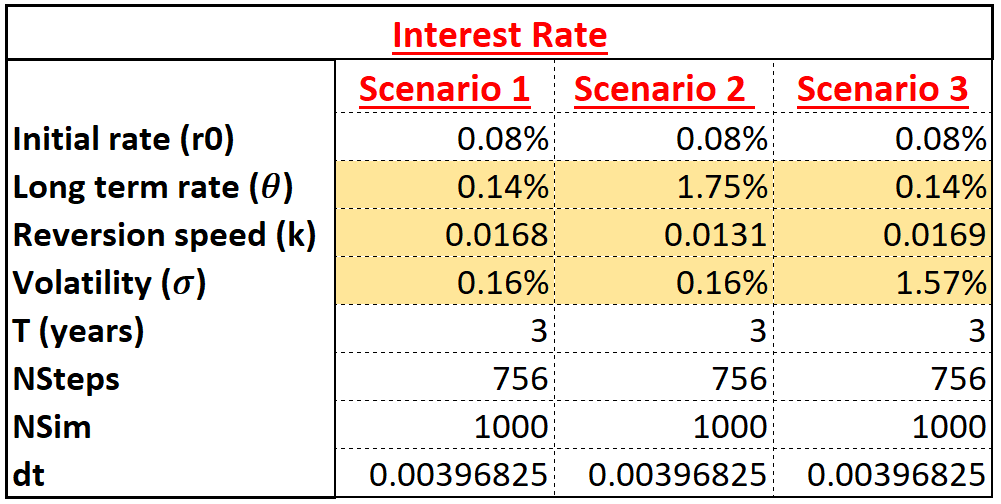 Interest Rate
Scenario 1 Scenario 2 Scenario 3
Initial rate (r0) 0.08% 0.08% 0.08%
Long term rate (θ) 0.14% 1.75% 0.14%
Reversion speed (k) 0.0168 0.0131 0.0169
Volatility (σ) 0.16% 0.16% 1.57%
T (years) 3 3 3
NSteps 756 756 756
NSim 1000 1000 1000
dt 0.00396825 0.00396825 0.00396825